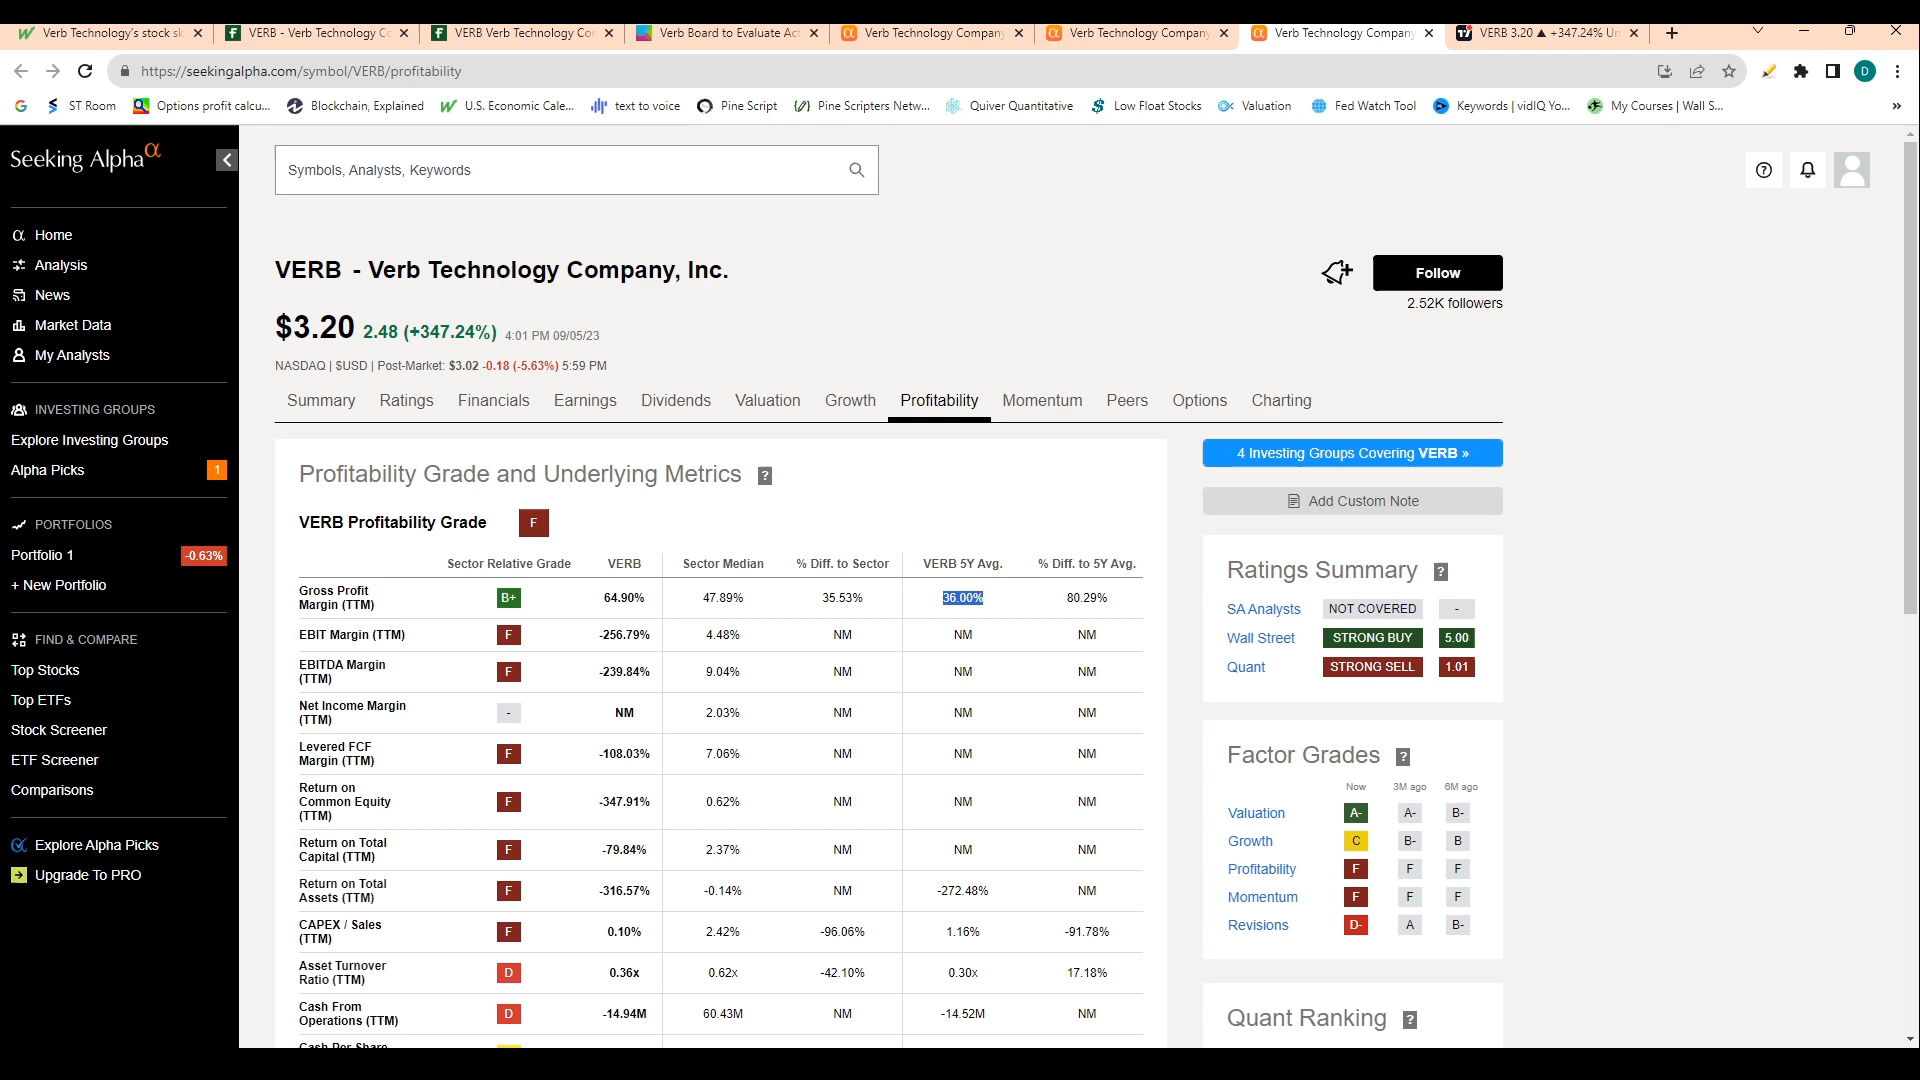 Verb Technology's stock sk
VERB - Verb Technology Co
VERB Verb Technology Com
Verb Board to Evaluate Act
Verb Technology Company,
Verb Technology Company,
Verb Technology Company,
VERB 3.20 ▲ +347.24% Un
https://seekingalpha.com/symbol/VERB/profitability
D
G
ST Room
Options profit calcu...
Blockchain, Explained
U.S. Economic Cale...
text to voice
Pine Script
Pine Scripters Netw...
Quiver Quantitative
Low Float Stocks
Valuation
Fed Watch Tool
Keywords | vidIQ Yo...
My Courses | Wall S...
»
Seeking Alpha α
Symbols, Analysts, Keywords
Home
Analysis
News
Market Data
My Analysts
INVESTING GROUPS
Explore Investing Groups
Alpha Picks 1
PORTFOLIOS
Portfolio 1 -0.63%
+ New Portfolio
FIND & COMPARE
Top Stocks
Top ETFs
Stock Screener
ETF Screener
Comparisons
Explore Alpha Picks
Upgrade To PRO
VERB - Verb Technology Company, Inc.
Follow
2.52K followers
$3.20 2.48 (+347.24%) 4:01 PM 09/05/23
NASDAQ | $USD | Post-Market: $3.02 -0.18 (-5.63%) 5:59 PM
Summary Ratings Financials Earnings Dividends Valuation Growth Profitability Momentum Peers Options Charting
Profitability Grade and Underlying Metrics ?
VERB Profitability Grade F
Sector Relative Grade VERB Sector Median % Diff. to Sector VERB 5Y Avg. % Diff. to 5Y Avg.
Gross Profit
Margin (TTM) B+ 64.90% 47.89% 35.53% 36.00% 80.29%
EBIT Margin (TTM) F -256.79% 4.48% NM NM NM
EBITDA Margin
(TTM) F -239.84% 9.04% NM NM NM
Net Income Margin
(TTM) - NM 2.03% NM NM NM
Levered FCF
Margin (TTM) F -108.03% 7.06% NM NM NM
Return on
Common Equity
(TTM) F -347.91% 0.62% NM NM NM
Return on Total
Capital (TTM) F -79.84% 2.37% NM NM NM
Return on Total
Assets (TTM) F -316.57% -0.14% NM -272.48% NM
CAPEX / Sales
(TTM) F 0.10% 2.42% -96.06% 1.16% -91.78%
Asset Turnover
Ratio (TTM) D 0.36x 0.62x -42.10% 0.30x 17.18%
Cash From
Operations (TTM) D -14.94M 60.43M NM -14.52M NM
Cash Per Share
4 Investing Groups Covering VERB »
Add Custom Note
Ratings Summary ?
SA Analysts NOT COVERED -
Wall Street STRONG BUY 5.00
Quant STRONG SELL 1.01
Factor Grades ?
Now 3M ago 6M ago
Valuation A- A- B-
Growth C B- B
Profitability F F F
Momentum F F F
Revisions D- A B-
Quant Ranking ?